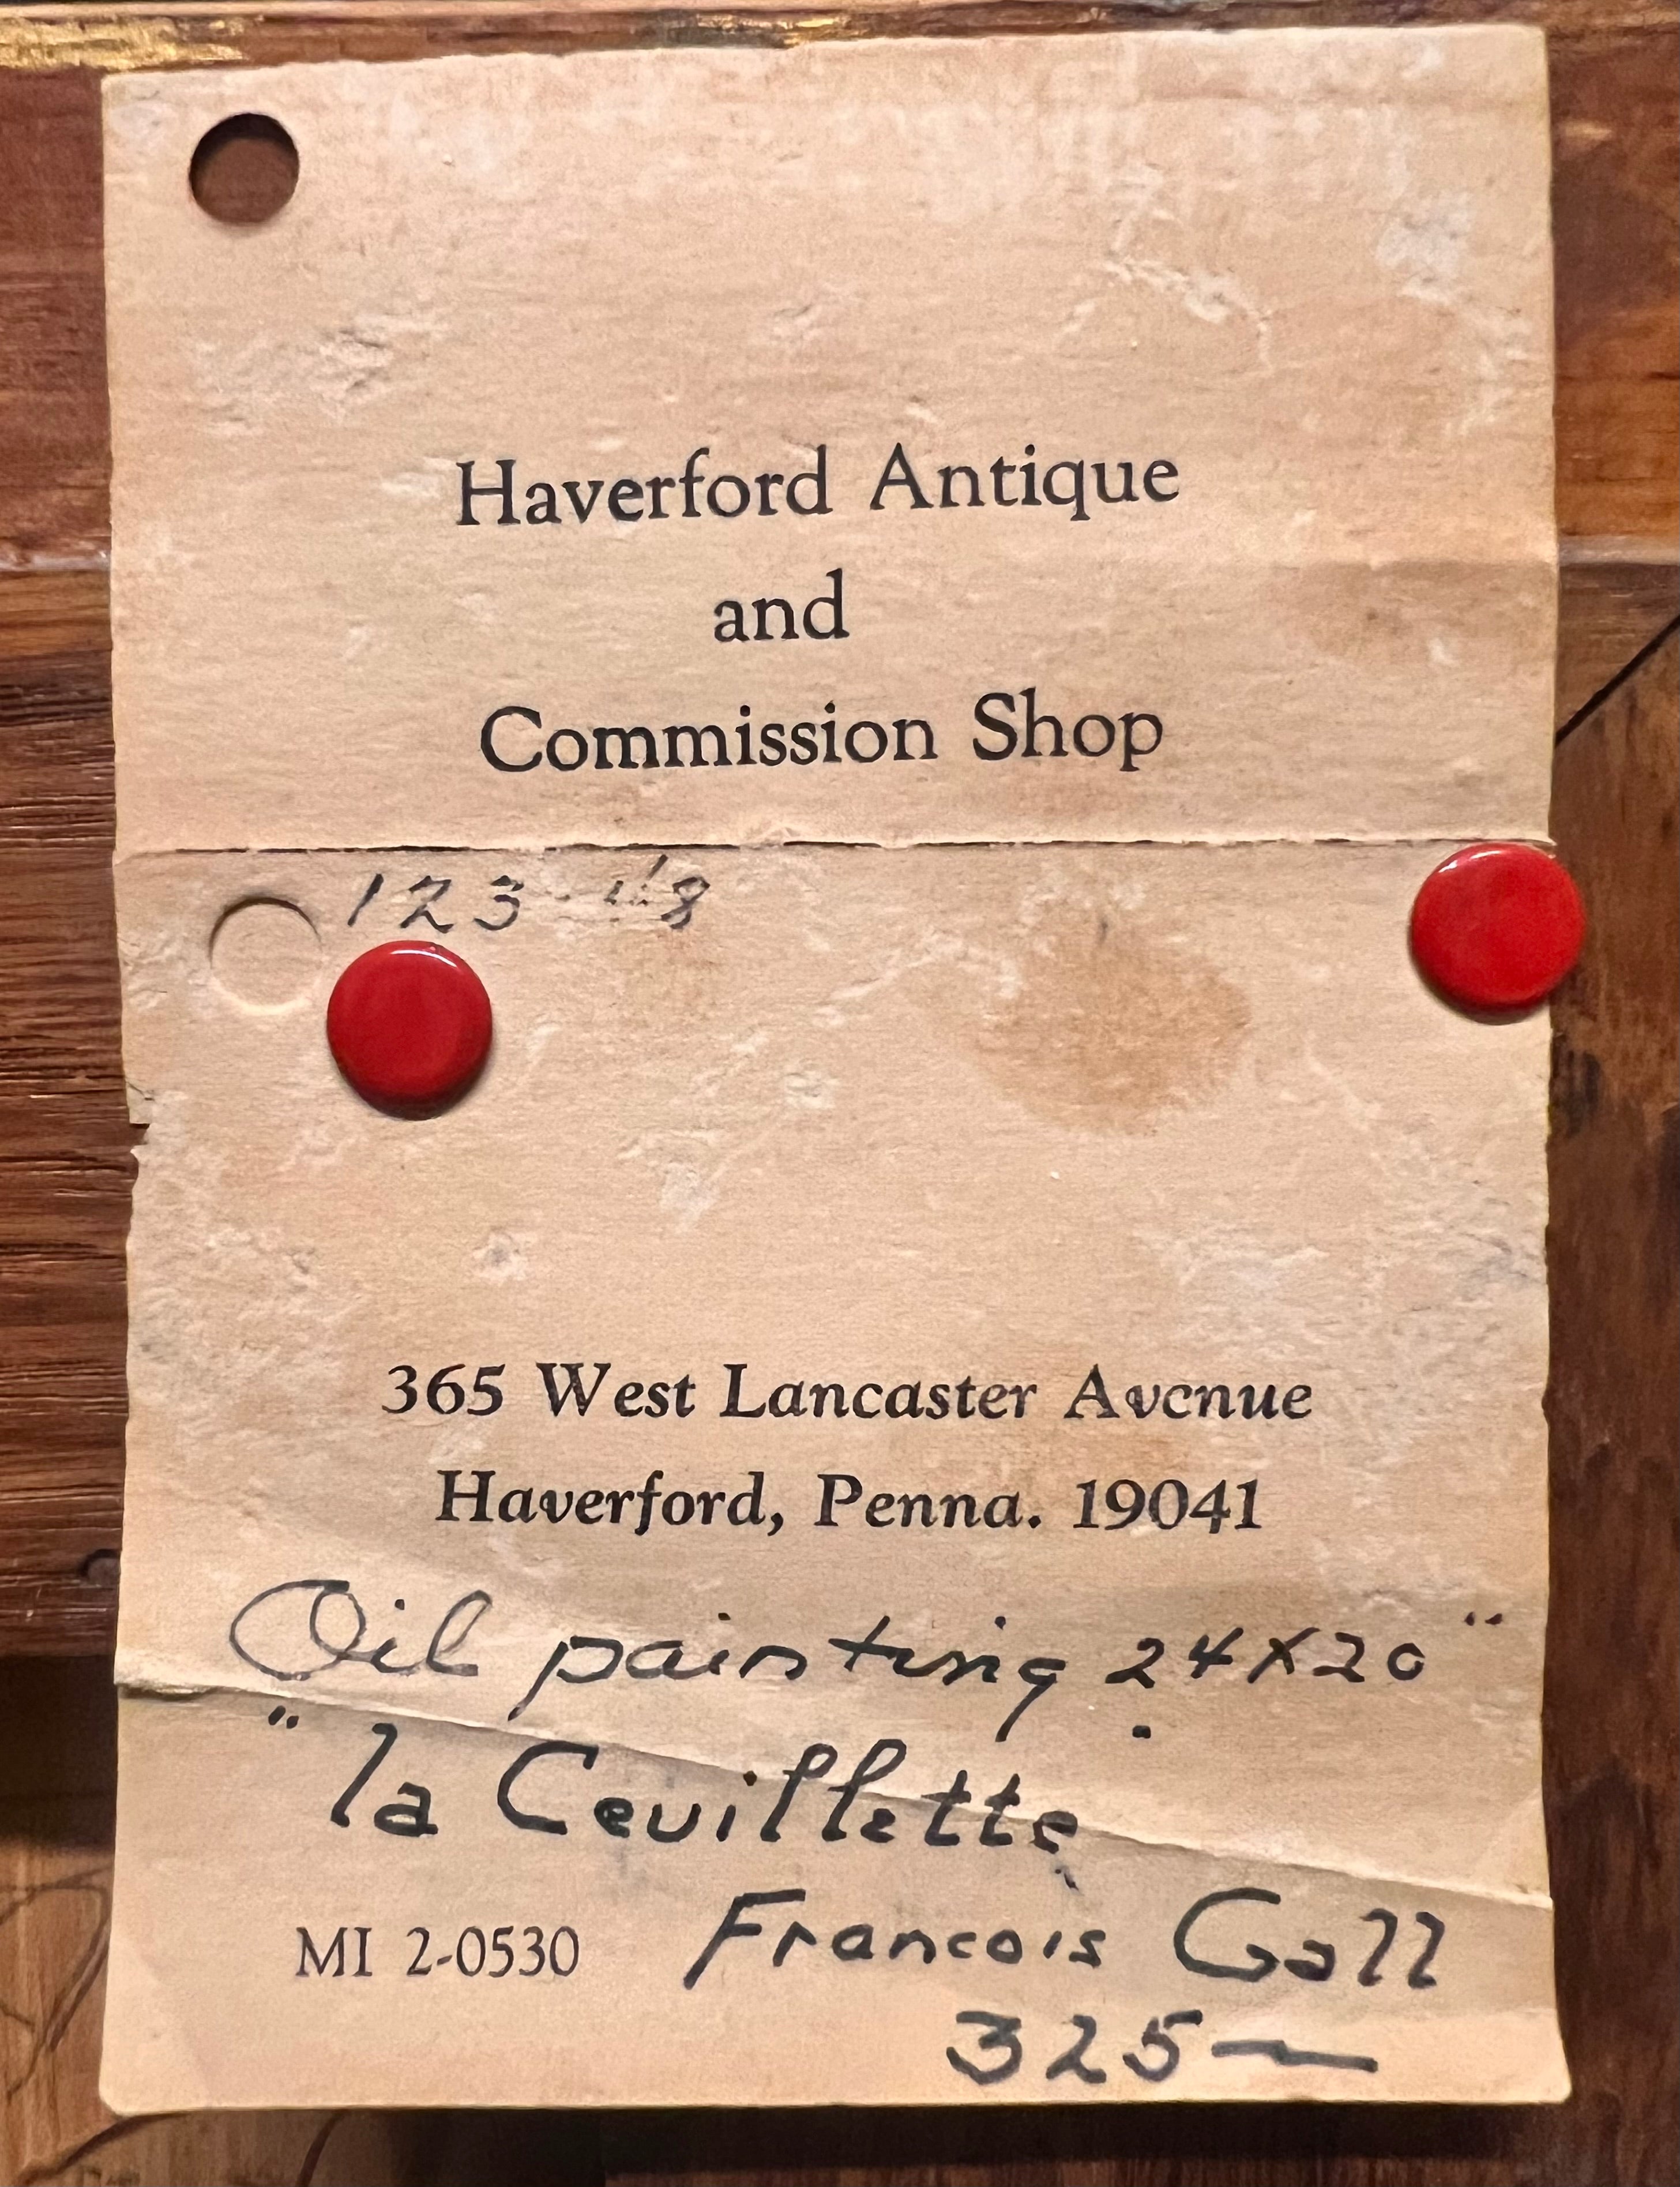 Haverford Antique
and
Commission Shop
123
365 West Lancaster Avenue
Haverford, Penna. 19041
Oil painting 24X20"
"la Ceuillette"
MI 2-0530 Francois Gall
325—